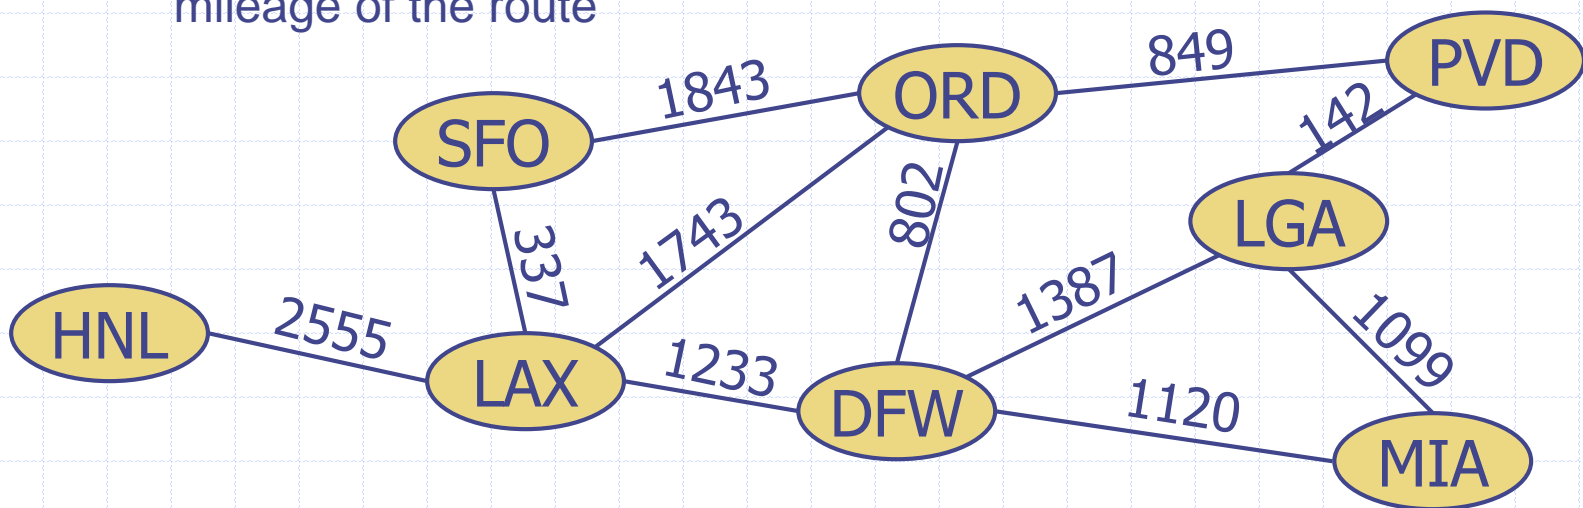 mileage of the route
849
PVD
1843
ORD
142
SFO
802
LGA
337
1743
1387
HNL
2555
1099
LAX
1233
DFW
1120
MIA